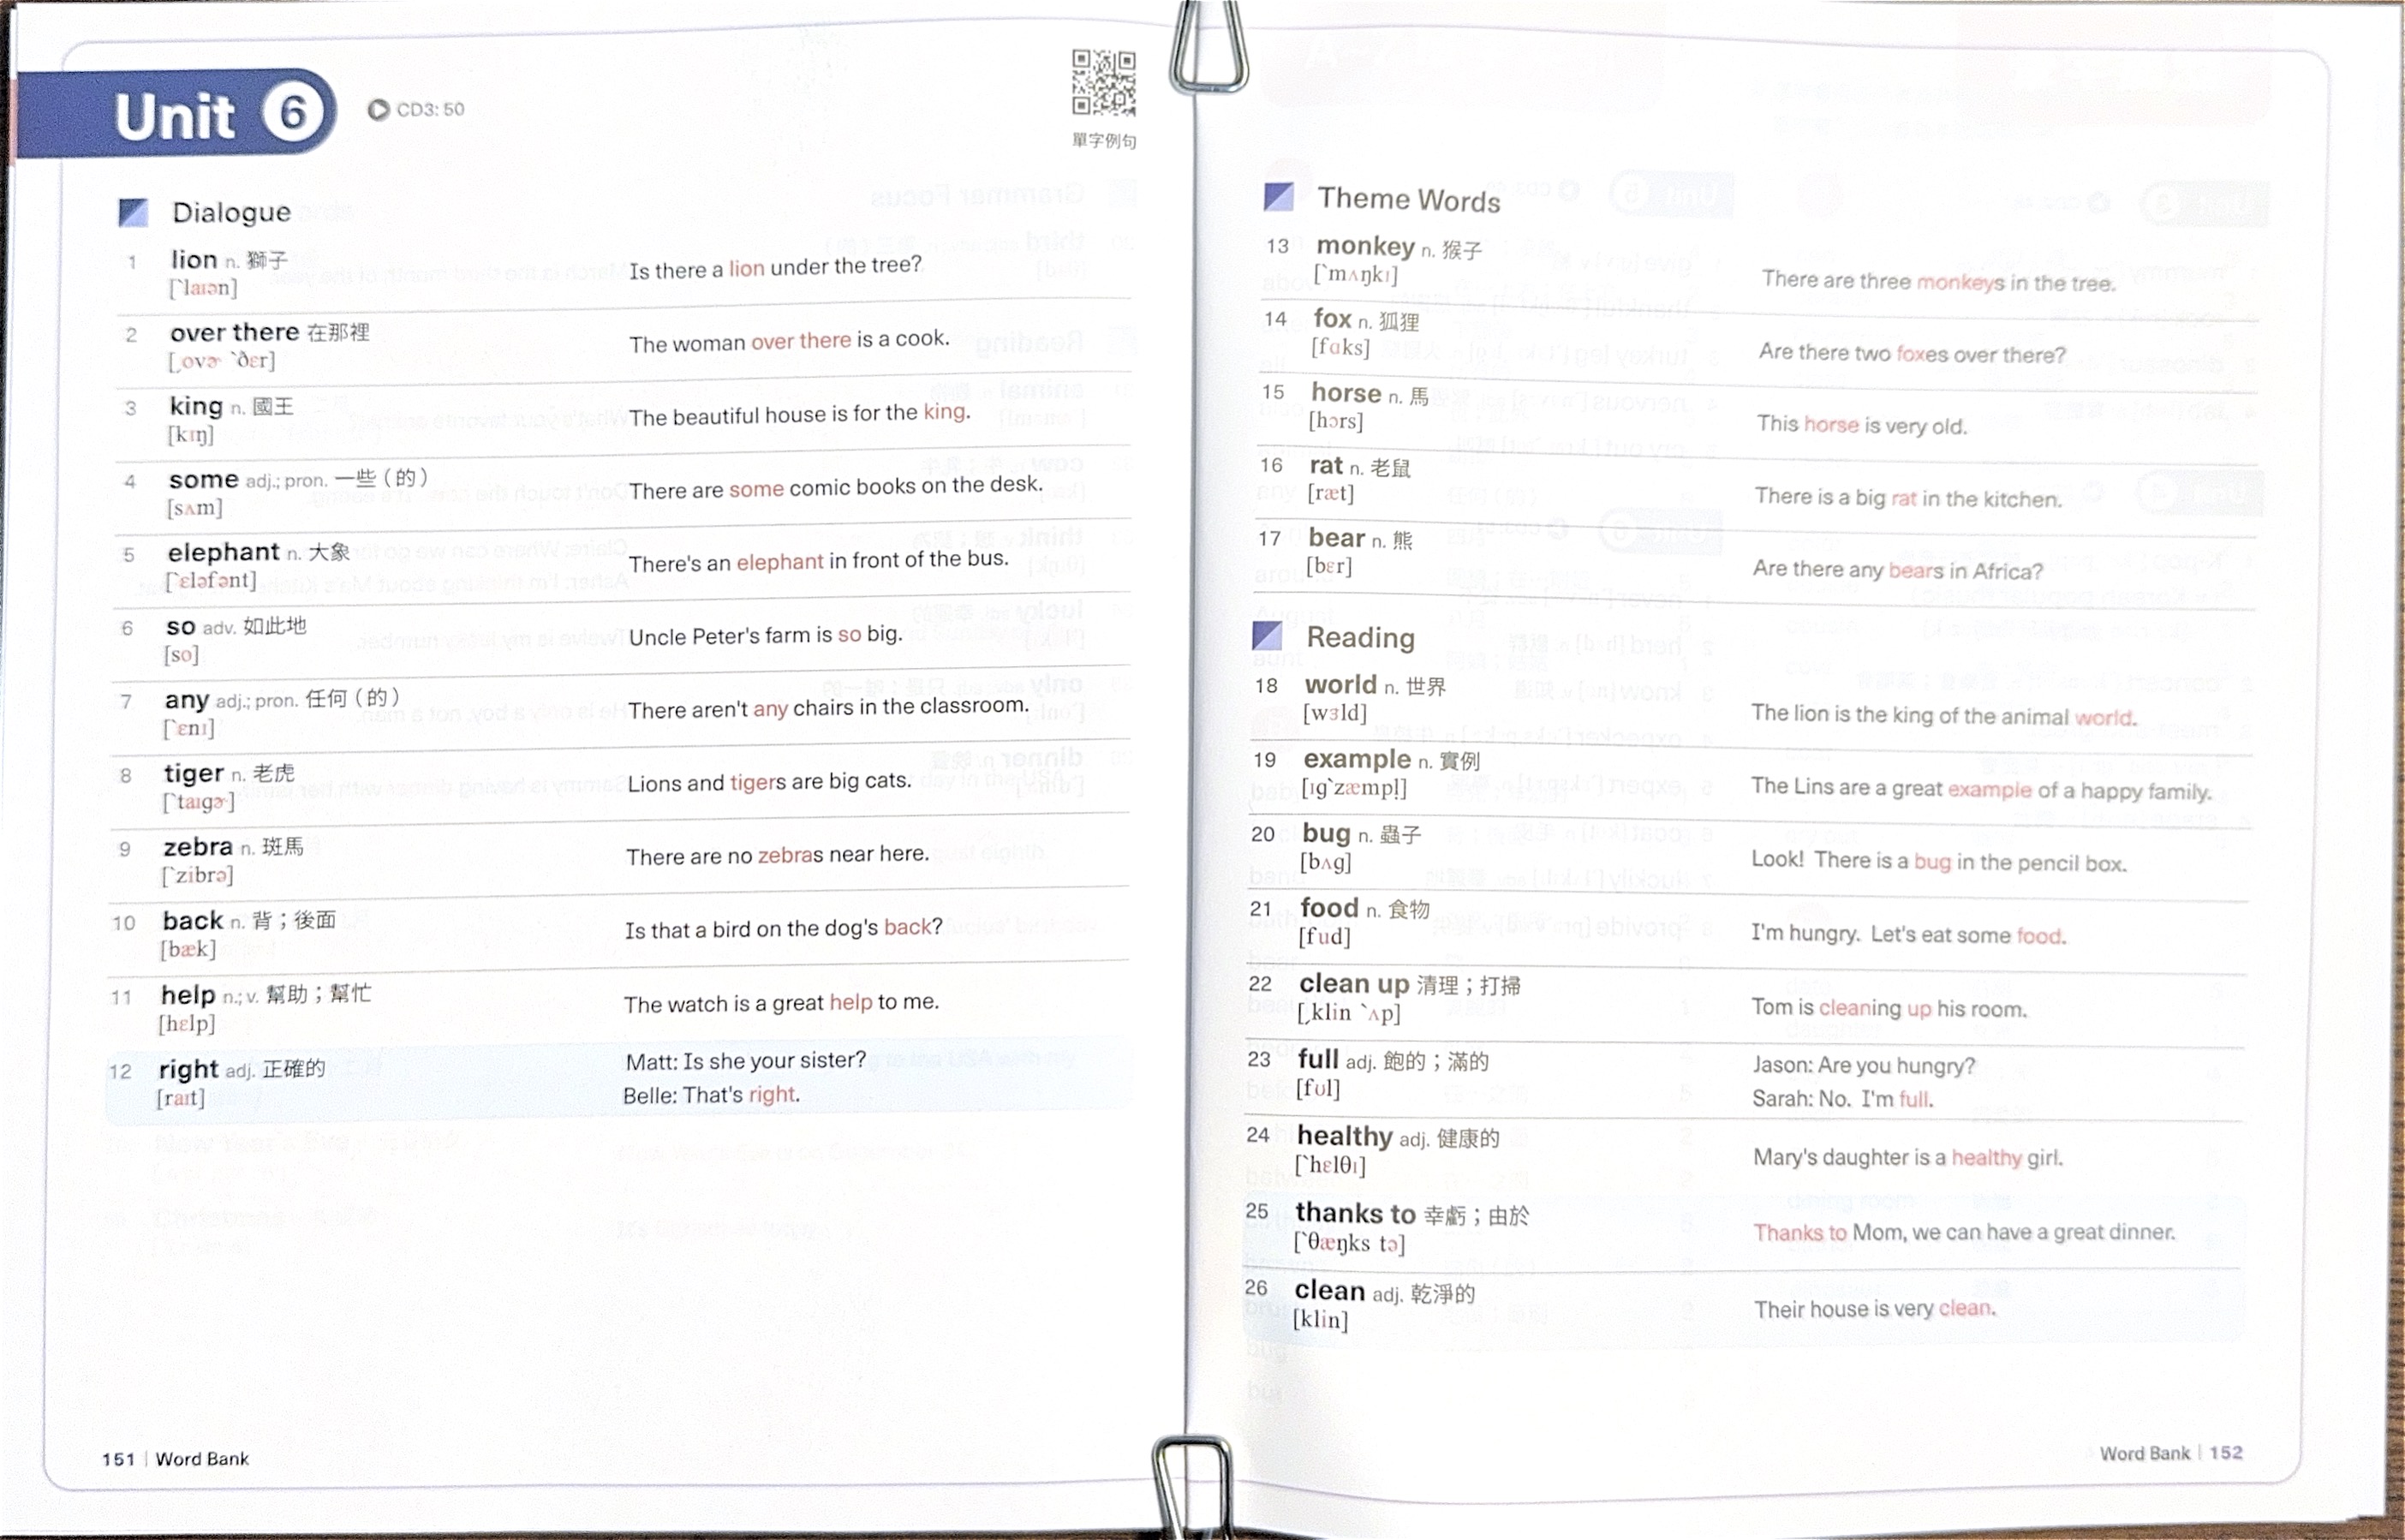 Unit 6 CD3: 50
單字例句
Dialogue
1 lion n. 獅子
[ˋlaɪən]
Is there a lion under the tree?
2 over there 在那裡
[ˌovɚ ˋðɛr]
The woman over there is a cook.
3 king n. 國王
[kɪŋ]
The beautiful house is for the king.
4 some adj.; pron. 一些（的）
[sʌm]
There are some comic books on the desk.
5 elephant n. 大象
[ˋɛləfənt]
There's an elephant in front of the bus.
6 so adv. 如此地
[so]
Uncle Peter's farm is so big.
7 any adj.; pron. 任何（的）
[ˋɛnɪ]
There aren't any chairs in the classroom.
8 tiger n. 老虎
[ˋtaɪgɚ]
Lions and tigers are big cats.
9 zebra n. 斑馬
[ˋzibrə]
There are no zebras near here.
10 back n. 背；後面
[bæk]
Is that a bird on the dog's back?
11 help n.; v. 幫助；幫忙
[hɛlp]
The watch is a great help to me.
12 right adj. 正確的
[raɪt]
Matt: Is she your sister?
Belle: That's right.
151 | Word Bank
Theme Words
13 monkey n. 猴子
[ˋmʌŋkɪ]
There are three monkeys in the tree.
14 fox n. 狐狸
[fɑks]
Are there two foxes over there?
15 horse n. 馬
[hɔrs]
This horse is very old.
16 rat n. 老鼠
[ræt]
There is a big rat in the kitchen.
17 bear n. 熊
[bɛr]
Are there any bears in Africa?
Reading
18 world n. 世界
[wɝld]
The lion is the king of the animal world.
19 example n. 實例
[ɪgˋzæmpl̩]
The Lins are a great example of a happy family.
20 bug n. 蟲子
[bʌg]
Look! There is a bug in the pencil box.
21 food n. 食物
[fud]
I'm hungry. Let's eat some food.
22 clean up 清理；打掃
[ˌklin ˋʌp]
Tom is cleaning up his room.
23 full adj. 飽的；滿的
[fʊl]
Jason: Are you hungry?
Sarah: No. I'm full.
24 healthy adj. 健康的
[ˋhɛlθɪ]
Mary's daughter is a healthy girl.
25 thanks to 幸虧；由於
[ˋθæŋks tə]
Thanks to Mom, we can have a great dinner.
26 clean adj. 乾淨的
[klin]
Their house is very clean.
Word Bank | 152